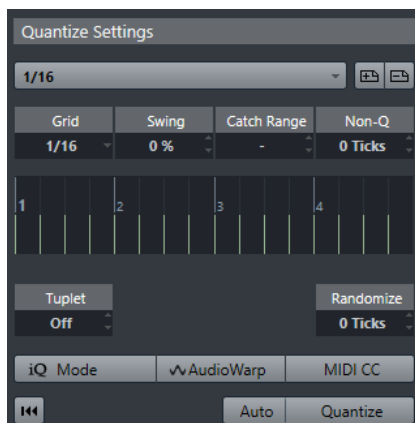 Quantize Settings
1/16
Grid Swing Catch Range Non-Q
1/16 0 % - 0 Ticks
1 2 3 4
Tuplet Randomize
Off 0 Ticks
iQ Mode AudioWarp MIDI CC
Auto Quantize